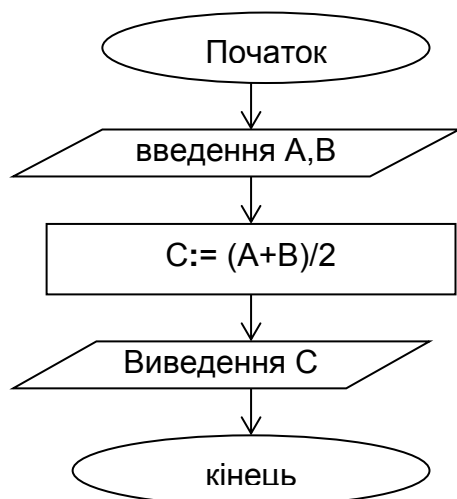 Початок
введення А,В
С:= (А+В)/2
Виведення С
кінець